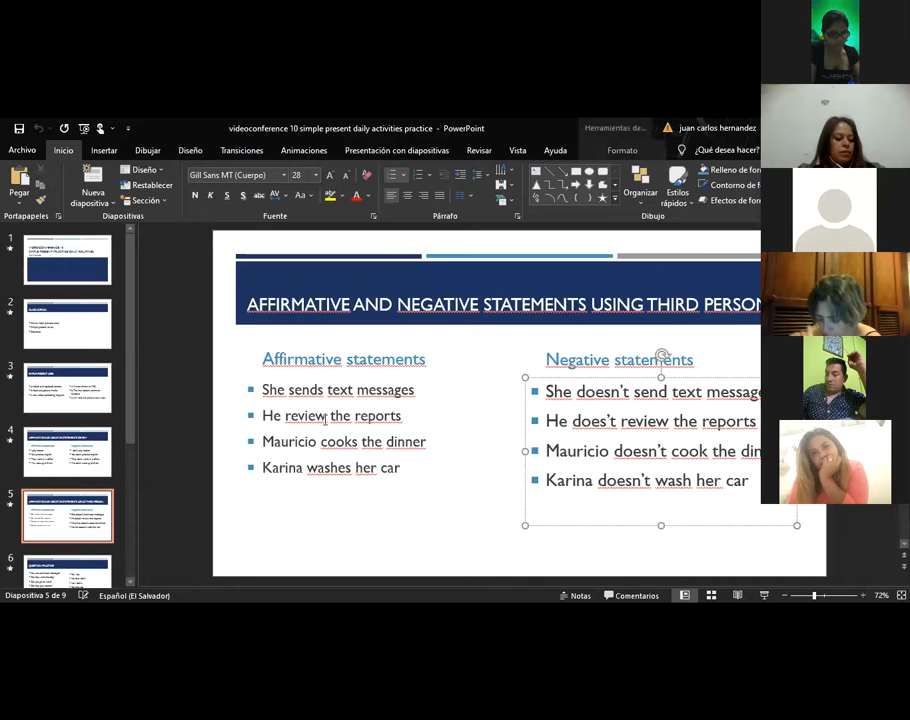 videoconference 10 simple present daily activities practice - PowerPoint
Herramientas de...
juan carlos hernandez
Archivo Inicio Insertar Dibujar Diseño Transiciones Animaciones Presentación con diapositivas Revisar Vista Ayuda Formato ¿Qué desea hacer?
Pegar
Nueva diapositiva
Diseño
Restablecer
Sección
Gill Sans MT (Cuerpo) 28
Organizar
Estilos rápidos
Relleno de for
Contorno de f
Efectos de for
Portapapeles Diapositivas Fuente Párrafo Dibujo
1
2
3
4
5
6
AFFIRMATIVE AND NEGATIVE STATEMENTS USING THIRD PERSON
Affirmative statements
She sends text messages
He review the reports
Mauricio cooks the dinner
Karina washes her car
Negative statements
She doesn't send text message
He does't review the reports
Mauricio doesn't cook the din
Karina doesn't wash her car
Diapositiva 5 de 9 Español (El Salvador) Notas Comentarios 72%